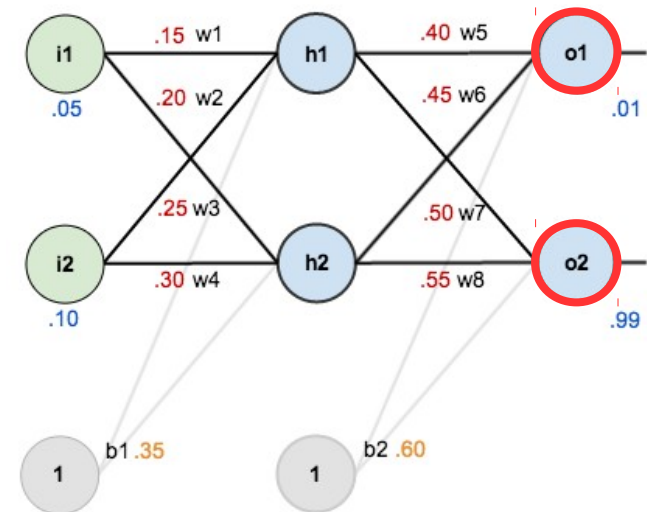 i1 .15 w1 h1 .40 w5 o1
.20 w2 .45 w6
.05 .01
.25 w3 .50 w7
i2 h2 o2
.30 w4 .55 w8
.10 .99
b1 .35 b2 .60
1 1